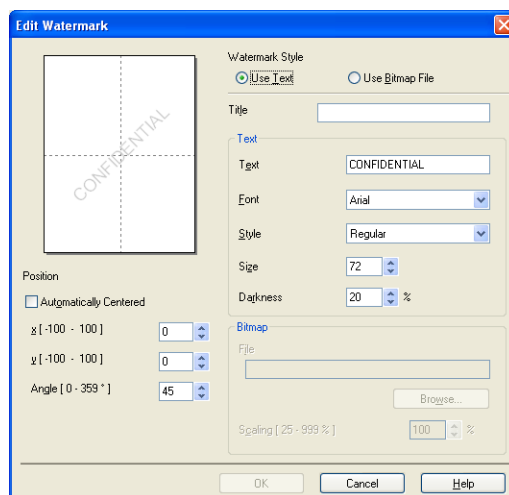 Edit Watermark
CONFIDENTIAL
Position
Automatically Centered
x [ -100 - 100 ] 0
y [ -100 - 100 ] 0
Angle [ 0 - 359 ° ] 45
Watermark Style
Use Text Use Bitmap File
Title
Text
Text CONFIDENTIAL
Font Arial
Style Regular
Size 72
Darkness 20 %
Bitmap
File
Browse...
Scaling [ 25 - 999 % ] 100 %
OK Cancel Help